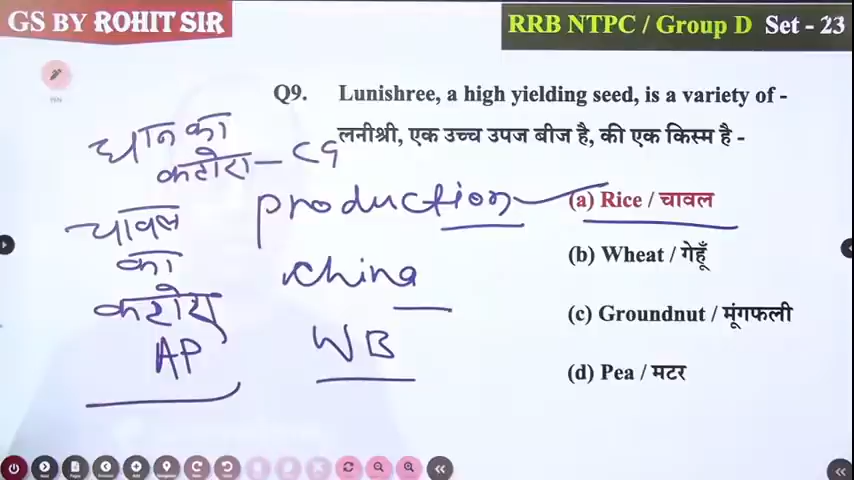 GS BY ROHIT SIR
RRB NTPC / Group D Set - 23
Q9. Lunishree, a high yielding seed, is a variety of -
लनीश्री, एक उच्च उपज बीज है, की एक किस्म है -
(a) Rice / चावल
(b) Wheat / गेहूँ
(c) Groundnut / मूंगफली
(d) Pea / मटर
धान का
कटोरा – CG
चावल
का
कटोरा
AP
production
china
WB